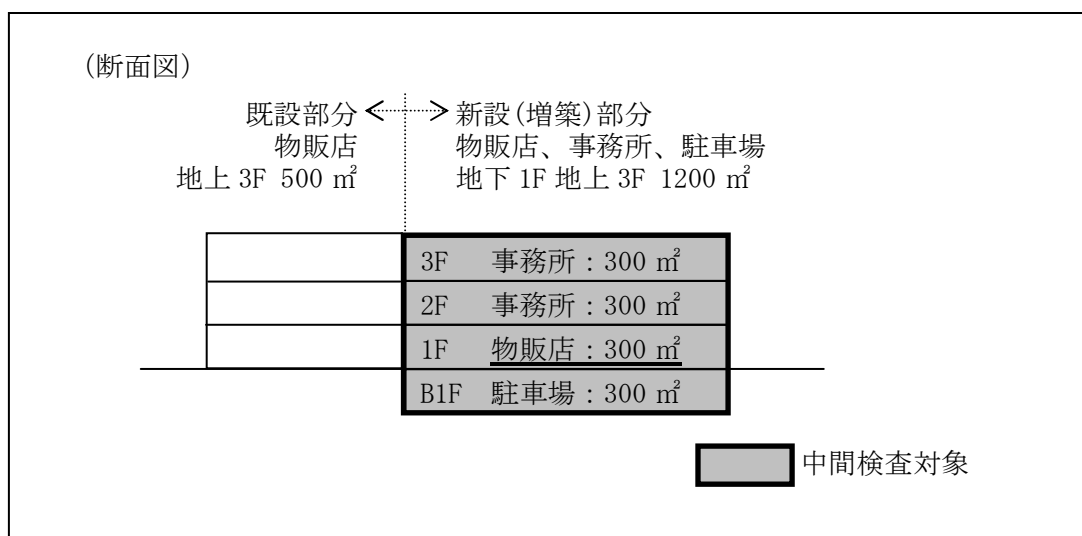 (断面図)
既設部分
物販店
地上 3F 500 ㎡
新設(増築)部分
物販店、事務所、駐車場
地下 1F 地上 3F 1200 ㎡
3F 事務所：300 ㎡
2F 事務所：300 ㎡
1F 物販店：300 ㎡
B1F 駐車場：300 ㎡
中間検査対象